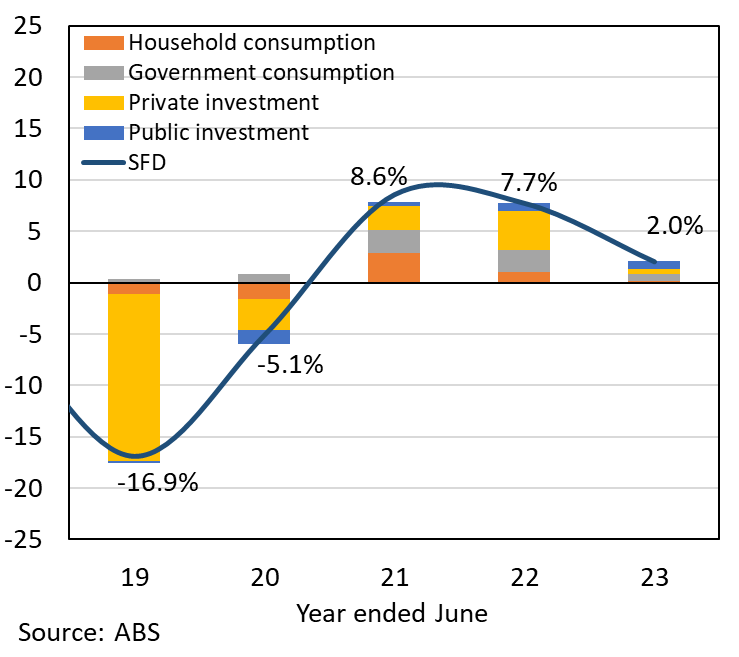 25
20
15
10
5
0
-5
-10
-15
-20
-25
Household consumption
Government consumption
Private investment
Public investment
SFD
-16.9%
-5.1%
8.6%
7.7%
2.0%
19 20 21 22 23
Year ended June
Source: ABS